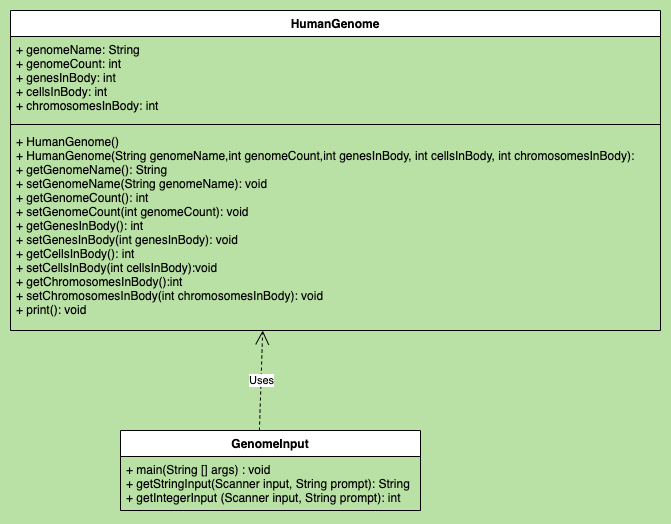 HumanGenome
+ genomeName: String
+ genomeCount: int
+ genesInBody: int
+ cellsInBody: int
+ chromosomesInBody: int
+ HumanGenome()
+ HumanGenome(String genomeName,int genomeCount,int genesInBody, int cellsInBody, int chromosomesInBody):
+ getGenomeName(): String
+ setGenomeName(String genomeName): void
+ getGenomeCount(): int
+ setGenomeCount(int genomeCount): void
+ getGenesInBody(): int
+ setGenesInBody(int genesInBody): void
+ getCellsInBody(): int
+ setCellsInBody(int cellsInBody):void
+ getChromosomesInBody():int
+ setChromosomesInBody(int chromosomesInBody): void
+ print(): void
Uses
GenomeInput
+ main(String [] args) : void
+ getStringInput(Scanner input, String prompt): String
+ getIntegerInput (Scanner input, String prompt): int